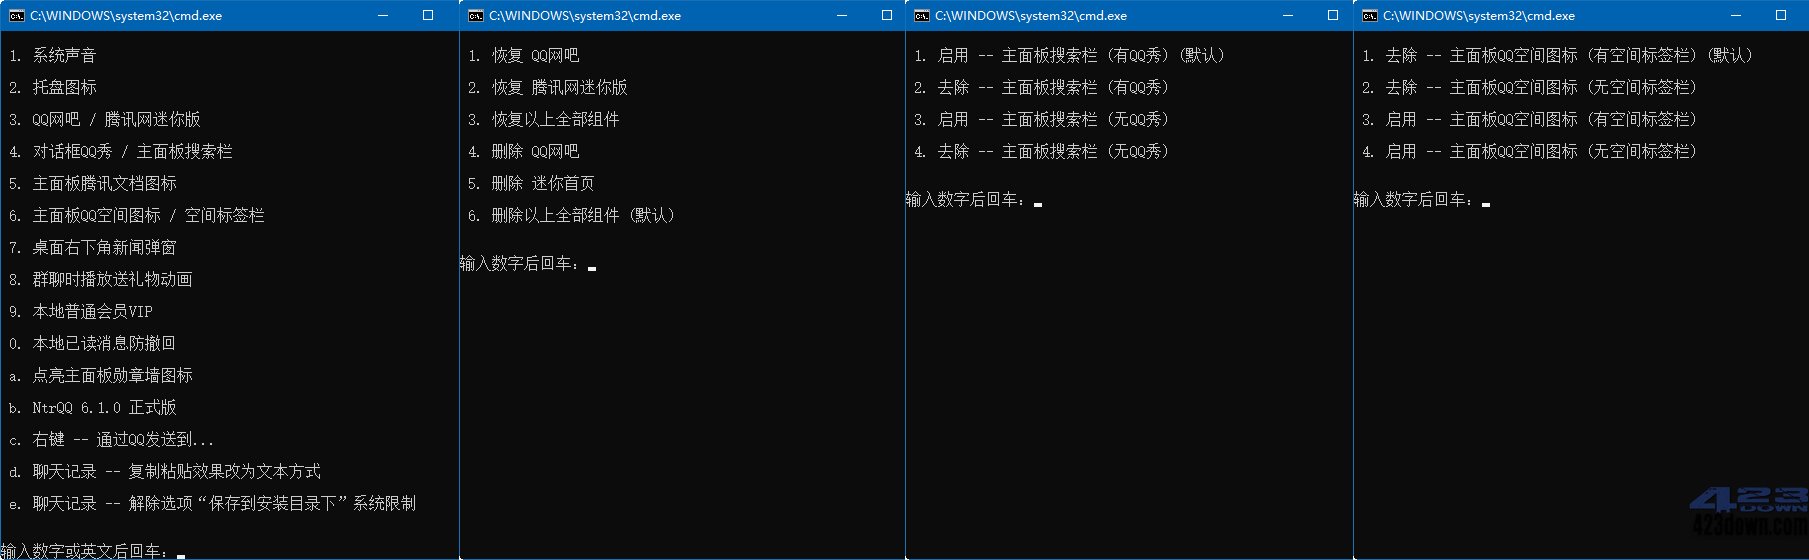 C:\WINDOWS\system32\cmd.exe
1. 系统声音
2. 托盘图标
3. QQ网吧 / 腾讯网迷你版
4. 对话框QQ秀 / 主面板搜索栏
5. 主面板腾讯文档图标
6. 主面板QQ空间图标 / 空间标签栏
7. 桌面右下角新闻弹窗
8. 群聊时播放送礼物动画
9. 本地普通会员VIP
0. 本地已读消息防撤回
a. 点亮主面板勋章墙图标
b. NtrQQ 6.1.0 正式版
c. 右键 -- 通过QQ发送到...
d. 聊天记录 -- 复制粘贴效果改为文本方式
e. 聊天记录 -- 解除选项“保存到安装目录下”系统限制
输入数字或英文后回车：
C:\WINDOWS\system32\cmd.exe
1. 恢复 QQ网吧
2. 恢复 腾讯网迷你版
3. 恢复以上全部组件
4. 删除 QQ网吧
5. 删除 迷你首页
6. 删除以上全部组件 (默认)
输入数字后回车：
C:\WINDOWS\system32\cmd.exe
1. 启用 -- 主面板搜索栏 (有QQ秀) (默认)
2. 去除 -- 主面板搜索栏 (有QQ秀)
3. 启用 -- 主面板搜索栏 (无QQ秀)
4. 去除 -- 主面板搜索栏 (无QQ秀)
输入数字后回车：
C:\WINDOWS\system32\cmd.exe
1. 去除 -- 主面板QQ空间图标 (有空间标签栏) (默认)
2. 去除 -- 主面板QQ空间图标 (无空间标签栏)
3. 启用 -- 主面板QQ空间图标 (有空间标签栏)
4. 启用 -- 主面板QQ空间图标 (无空间标签栏)
输入数字后回车：
423
DOWN
423down.com